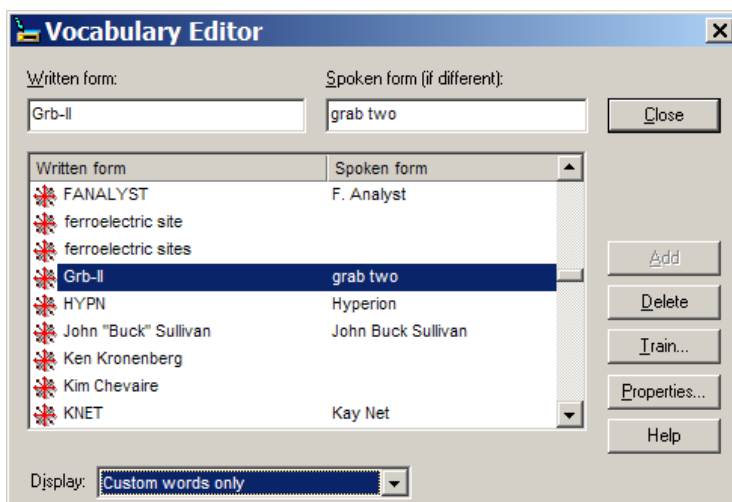 Vocabulary Editor
Written form: Spoken form (if different):
Grb-II grab two Close
Written form Spoken form
FANALYST F. Analyst
ferroelectric site
ferroelectric sites
Add
Grb-II grab two
Delete
HYPN Hyperion
John "Buck" Sullivan John Buck Sullivan
Train...
Ken Kronenberg
Kim Chevaire
Properties...
KNET Kay Net
Help
Display: Custom words only